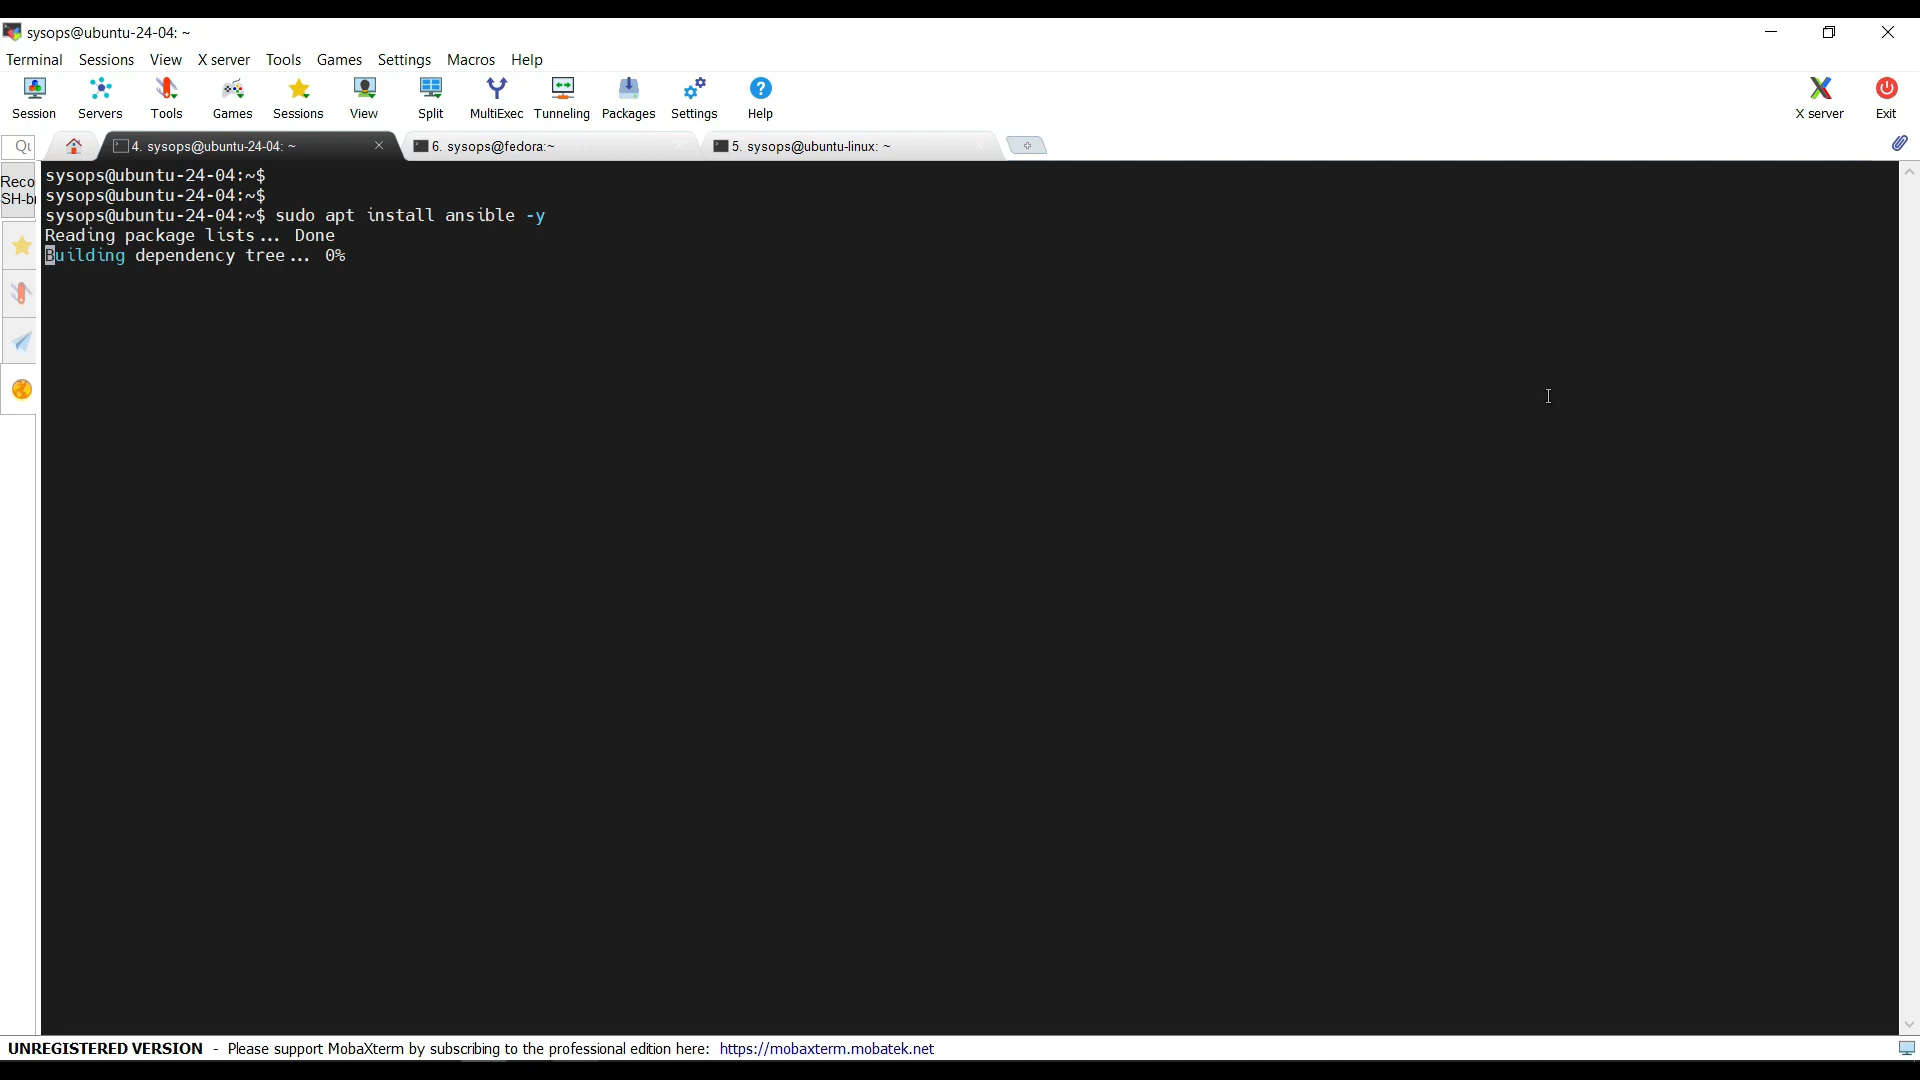 sysops@ubuntu-24-04: ~
Terminal Sessions View X server Tools Games Settings Macros Help
Session Servers Tools Games Sessions View Split MultiExec Tunneling Packages Settings Help X server Exit
Qu 4. sysops@ubuntu-24-04: ~ 6. sysops@fedora:~ 5. sysops@ubuntu-linux: ~
Reco
SH-b
sysops@ubuntu-24-04:~$
sysops@ubuntu-24-04:~$
sysops@ubuntu-24-04:~$ sudo apt install ansible -y
Reading package lists... Done
Building dependency tree... 0%
UNREGISTERED VERSION - Please support MobaXterm by subscribing to the professional edition here: https://mobaxterm.mobatek.net